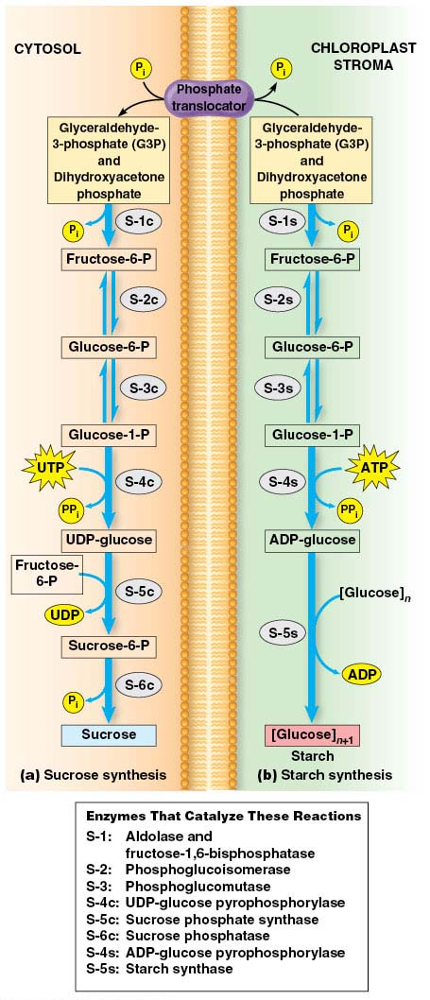 CYTOSOL
CHLOROPLAST
STROMA
Pi
Phosphate
translocator
Pi
Glyceraldehyde-
3-phosphate (G3P)
and
Dihydroxyacetone
phosphate
Pi
S-1c
Fructose-6-P
S-2c
Glucose-6-P
S-3c
Glucose-1-P
UTP
S-4c
PPi
UDP-glucose
Fructose-
6-P
S-5c
UDP
Sucrose-6-P
S-6c
Pi
Sucrose
(a) Sucrose synthesis
Glyceraldehyde-
3-phosphate (G3P)
and
Dihydroxyacetone
phosphate
S-1s
Pi
Fructose-6-P
S-2s
Glucose-6-P
S-3s
Glucose-1-P
S-4s
ATP
PPi
ADP-glucose
[Glucose]n
S-5s
ADP
[Glucose]n+1
Starch
(b) Starch synthesis
Enzymes That Catalyze These Reactions
S-1: Aldolase and
fructose-1,6-bisphosphatase
S-2: Phosphoglucoisomerase
S-3: Phosphoglucomutase
S-4c: UDP-glucose pyrophosphorylase
S-5c: Sucrose phosphate synthase
S-6c: Sucrose phosphatase
S-4s: ADP-glucose pyrophosphorylase
S-5s: Starch synthase